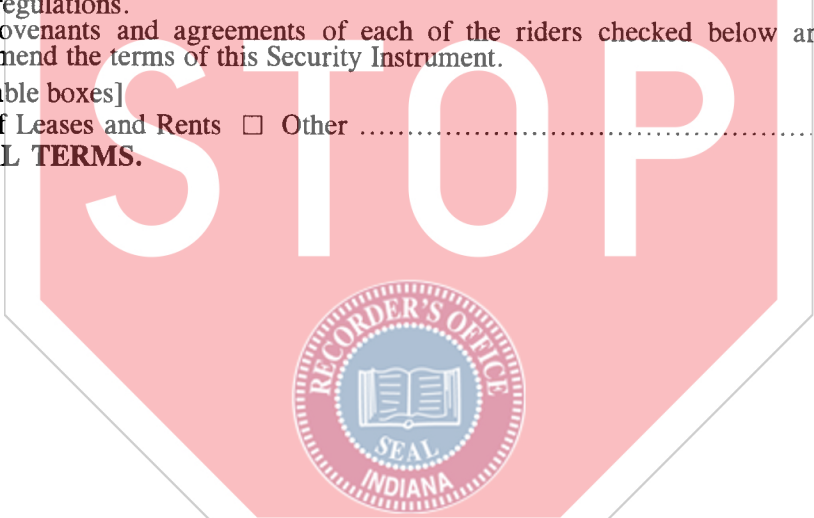 egulations.
ovenants and agreements of each of the riders checked below ar
mend the terms of this Security Instrument.
ble boxes]
f Leases and Rents ☐ Other ......................................................
L TERMS.
STOP
RECORDER'S OFFICE
SEAL
INDIANA